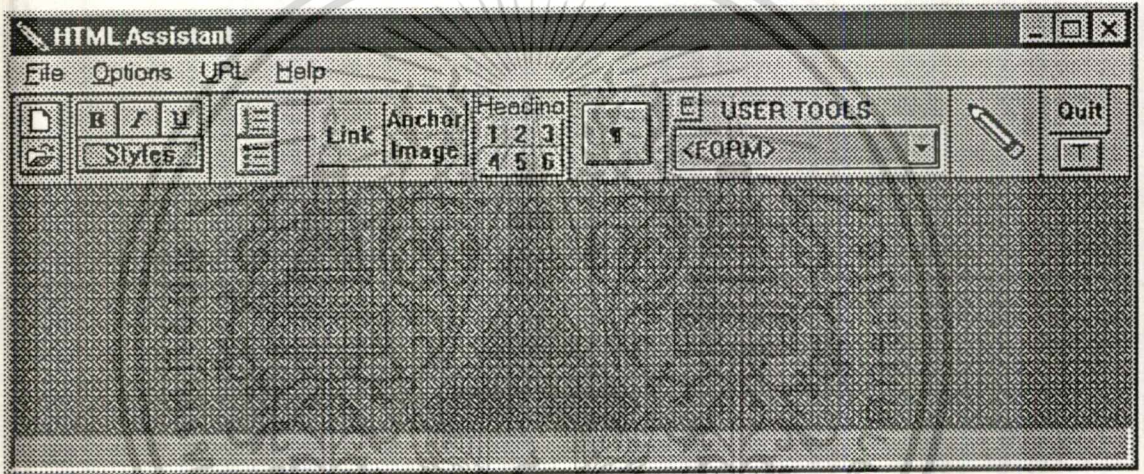 HTML Assistant
File Options URL Help
B I U
Styles
Link
Anchor
Image
Heading
1 2 3
4 5 6
¶
E USER TOOLS
<FORM>
Quit
T